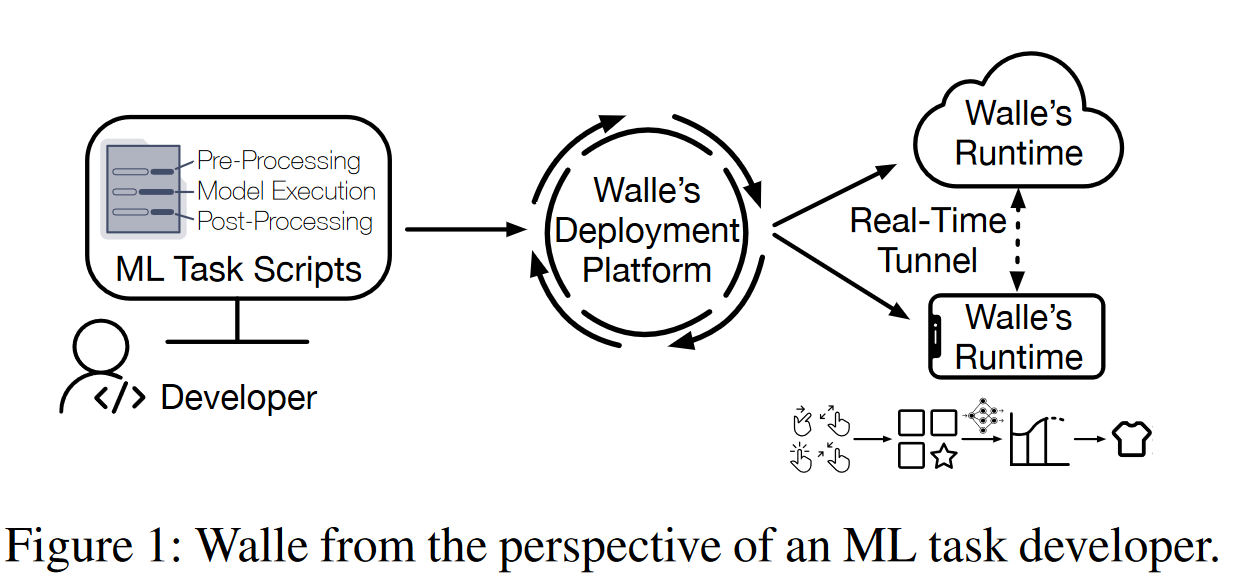 Pre-Processing
Model Execution
Post-Processing
ML Task Scripts
</> Developer
Walle's
Deployment
Platform
Walle's
Runtime
Real-Time
Tunnel
Walle's
Runtime
Figure 1: Walle from the perspective of an ML task developer.